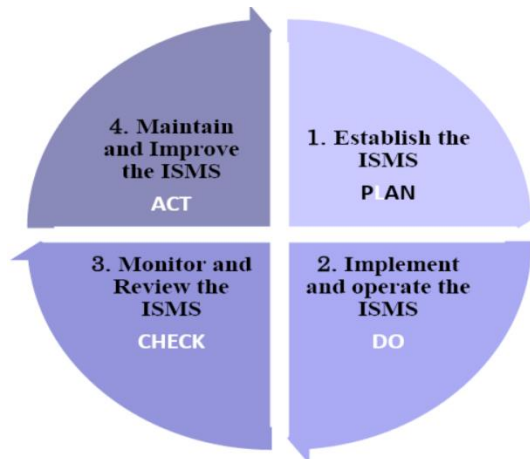 1. Establish the
ISMS
PLAN
2. Implement
and operate the
ISMS
DO
3. Monitor and
Review the
ISMS
CHECK
4. Maintain
and Improve
the ISMS
ACT